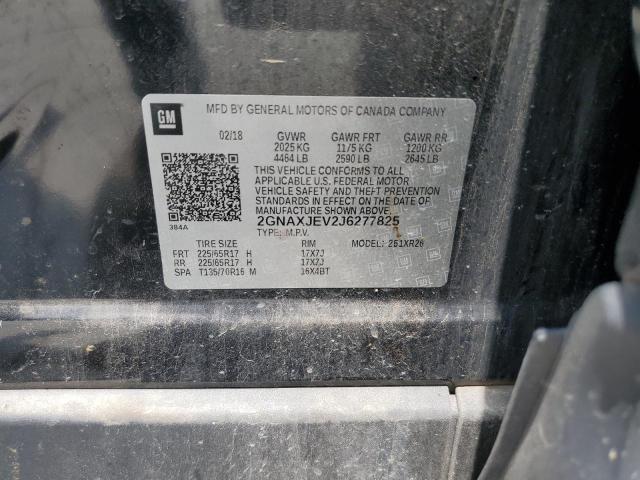 GM
MFD BY GENERAL MOTORS OF CANADA COMPANY
02/18 GVWR GAWR FRT GAWR RR
2025 KG 1175 KG 1200 KG
4464 LB 2590 LB 2645 LB
THIS VEHICLE CONFORMS TO ALL
APPLICABLE U.S. FEDERAL MOTOR
VEHICLE SAFETY AND THEFT PREVENTION
STANDARDS IN EFFECT ON THE DATE OF
MANUFACTURE SHOWN ABOVE.
2GNAXJEV2J6277825
384A TYPE: M.P.V. MODEL: 251XR26
TIRE SIZE RIM
FRT 225/65R17 H 17X7J
RR 225/65R17 H 17X7J
SPA T135/70R16 M 16X4BT